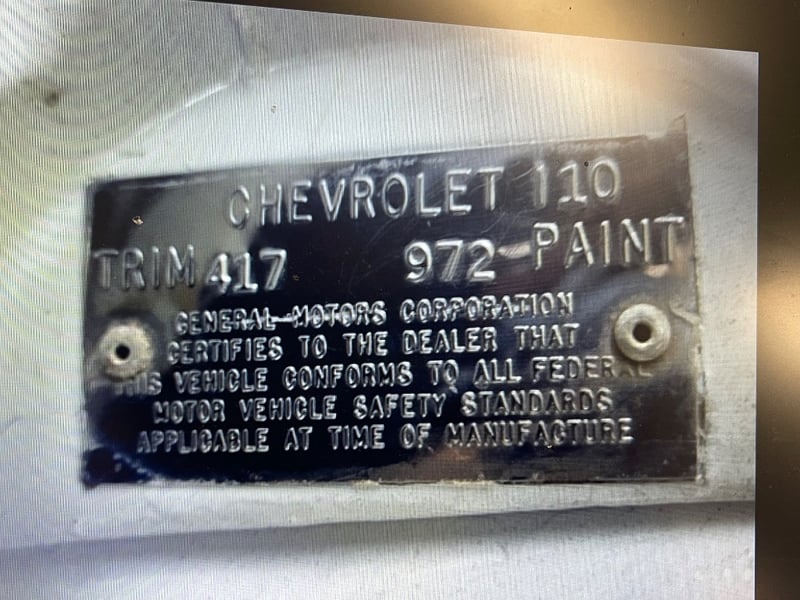 CHEVROLET 110
TRIM 417 972 PAINT
GENERAL MOTORS CORPORATION
CERTIFIES TO THE DEALER THAT
THIS VEHICLE CONFORMS TO ALL FEDERAL
MOTOR VEHICLE SAFETY STANDARDS
APPLICABLE AT TIME OF MANUFACTURE